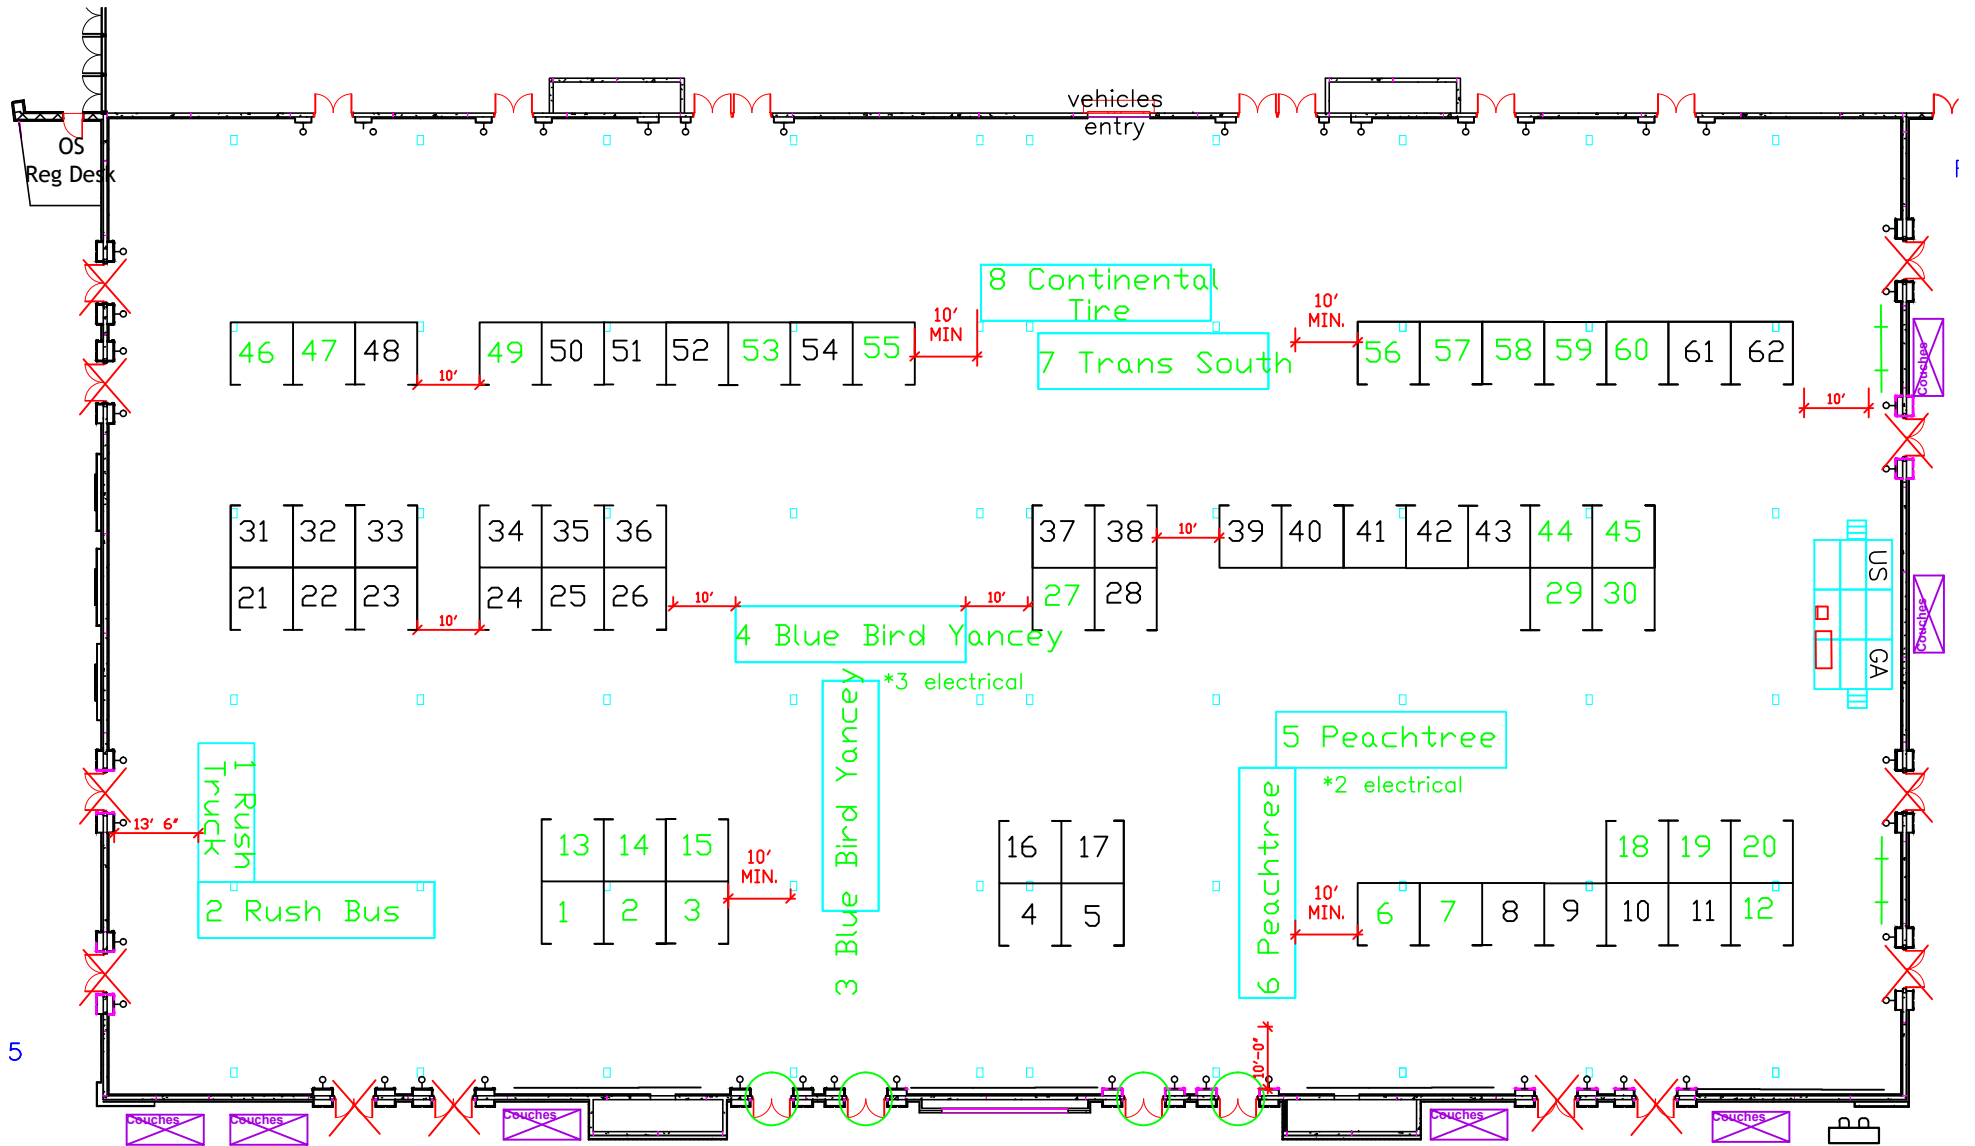 vehicles
entry
OS
Reg Desk
8 Continental
Tire
10'
MIN
10'
MIN.
46 47 48 49 50 51 52 53 54 55
7 Trans South
56 57 58 59 60 61 62
Couches
10'
10'
31 32 33 34 35 36 37 38 10' 39 40 41 42 43 44 45
US
21 22 23 24 25 26 10' 10' 27 28 29 30
Couches
10'
4 Blue Bird Yancey
GA
*3 electrical
3 Blue Bird Yancey
5 Peachtree
*2 electrical
6 Peachtree
1 Rush
Truck
13' 6"
13 14 15
10'
MIN.
16 17
18 19 20
2 Rush Bus
1 2 3
4 5
10'
MIN.
6 7 8 9 10 11 12
5
10'-0"
Couches
Couches
Couches
Couches
Couches